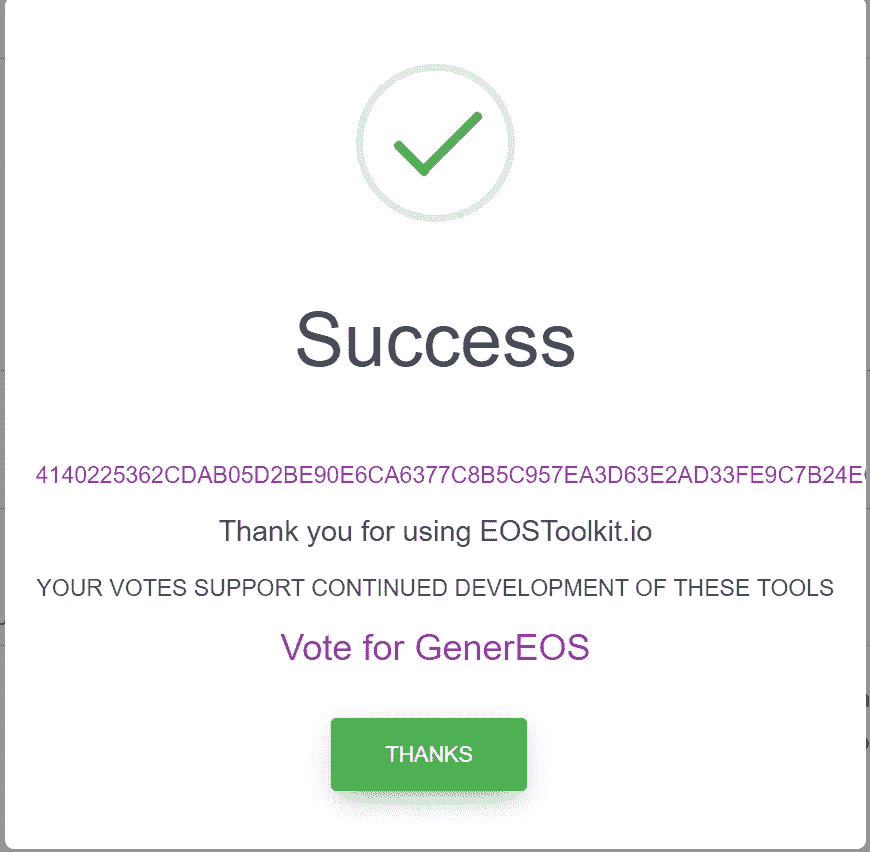 Success
4140225362CDAB05D2BE90E6CA6377C8B5C957EA3D63E2AD33FE9C7B24E
Thank you for using EOSToolkit.io
YOUR VOTES SUPPORT CONTINUED DEVELOPMENT OF THESE TOOLS
Vote for GenerEOS
THANKS